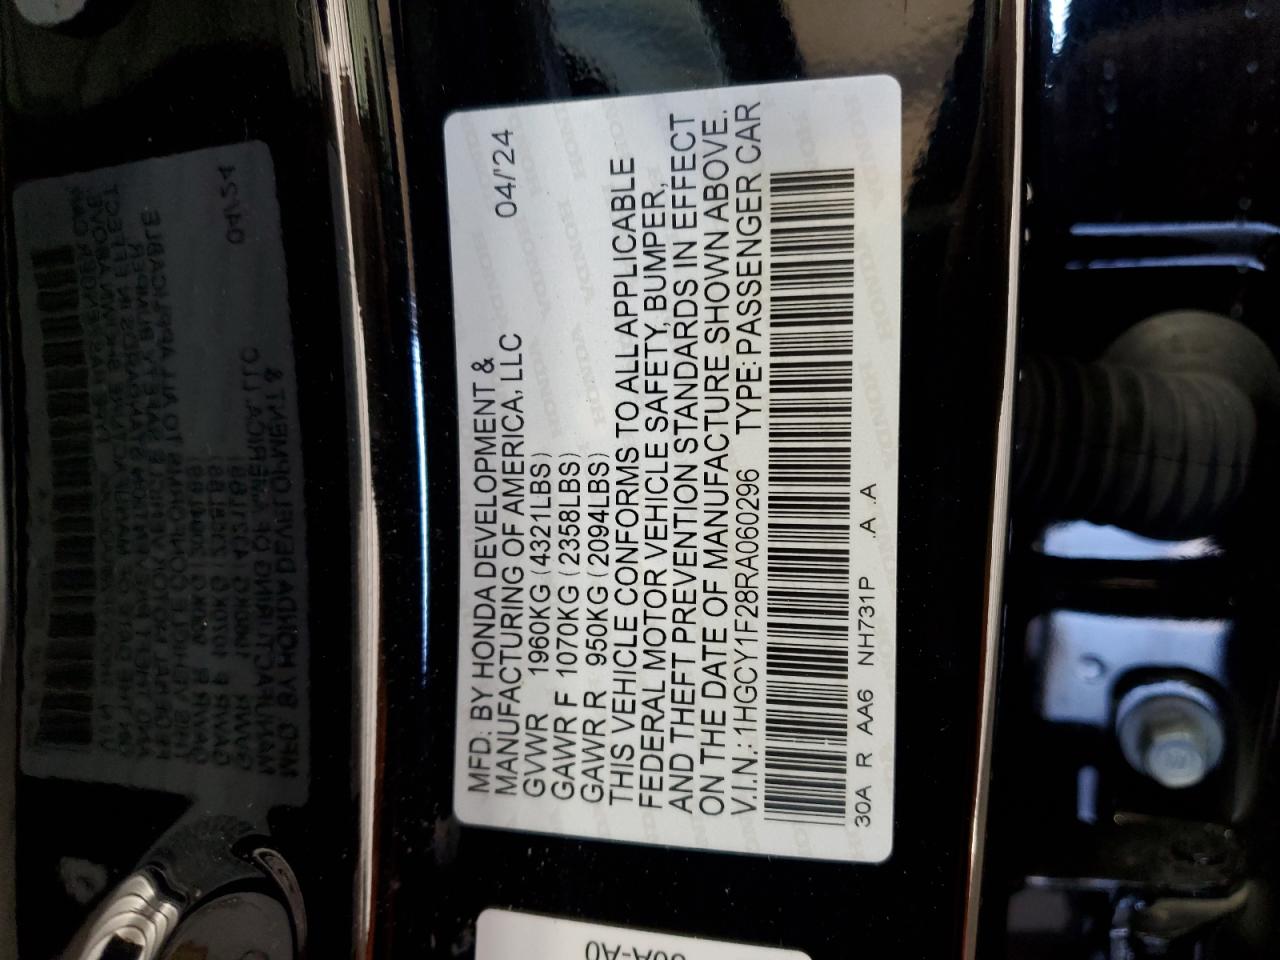 MFD. BY HONDA DEVELOPMENT &
MANUFACTURING OF AMERICA, LLC 04/'24
GVWR 1960KG (4321LBS)
GAWR F 1070KG (2358LBS)
GAWR R 950KG (2094LBS)
THIS VEHICLE CONFORMS TO ALL APPLICABLE
FEDERAL MOTOR VEHICLE SAFETY, BUMPER,
AND THEFT PREVENTION STANDARDS IN EFFECT
ON THE DATE OF MANUFACTURE SHOWN ABOVE.
V.I.N.: 1HGCY1F28RA060296 TYPE: PASSENGER CAR
30A R AA6 NH731P .A .A
30A-A0